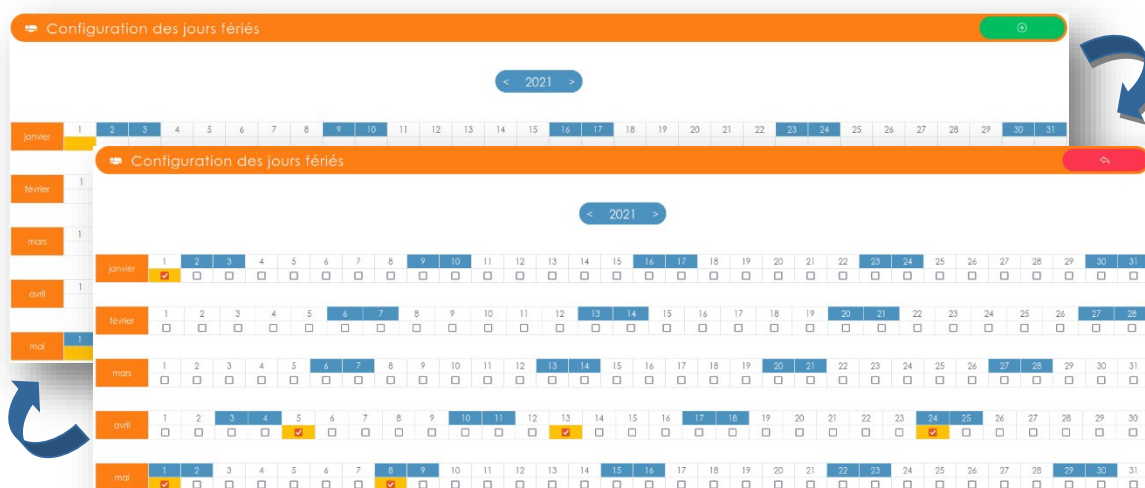 Configuration des jours fériés
< 2021 >
janvier 1 2 3 4 5 6 7 8 9 10 11 12 13 14 15 16 17 18 19 20 21 22 23 24 25 26 27 28 29 30 31
février 1
mars 1
avril 1
mai 1
Configuration des jours fériés
< 2021 >
janvier 1 2 3 4 5 6 7 8 9 10 11 12 13 14 15 16 17 18 19 20 21 22 23 24 25 26 27 28 29 30 31
février 1 2 3 4 5 6 7 8 9 10 11 12 13 14 15 16 17 18 19 20 21 22 23 24 25 26 27 28
mars 1 2 3 4 5 6 7 8 9 10 11 12 13 14 15 16 17 18 19 20 21 22 23 24 25 26 27 28 29 30 31
avril 1 2 3 4 5 6 7 8 9 10 11 12 13 14 15 16 17 18 19 20 21 22 23 24 25 26 27 28 29 30
mai 1 2 3 4 5 6 7 8 9 10 11 12 13 14 15 16 17 18 19 20 21 22 23 24 25 26 27 28 29 30 31